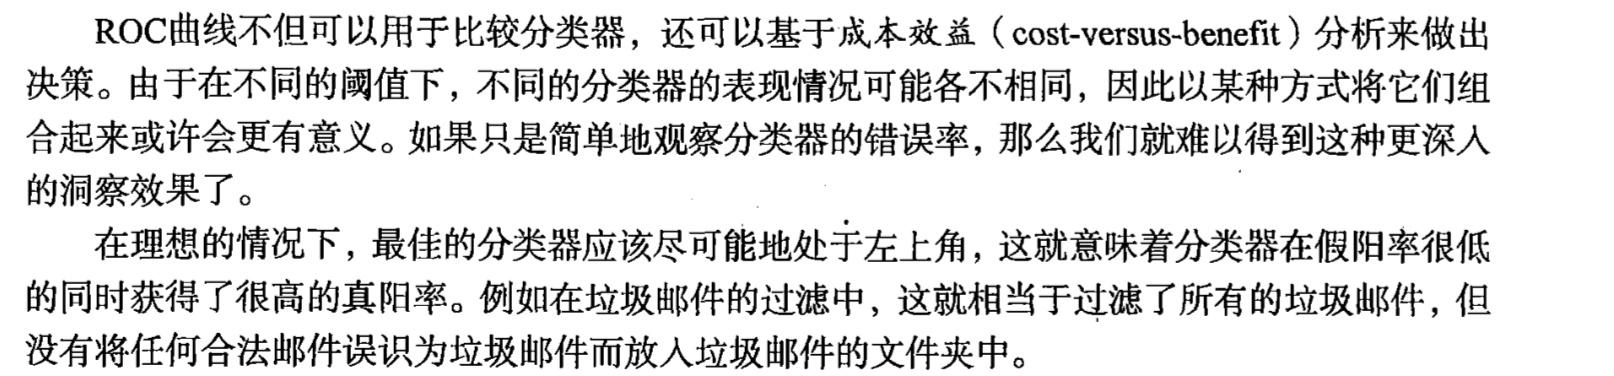 ROC曲线不但可以用于比较分类器，还可以基于成本效益（cost-versus-benefit）分析来做出
决策。由于在不同的阈值下，不同的分类器的表现情况可能各不相同，因此以某种方式将它们组
合起来或许会更有意义。如果只是简单地观察分类器的错误率，那么我们就难以得到这种更深入
的洞察效果了。
在理想的情况下，最佳的分类器应该尽可能地处于左上角，这就意味着分类器在假阳率很低
的同时获得了很高的真阳率。例如在垃圾邮件的过滤中，这就相当于过滤了所有的垃圾邮件，但
没有将任何合法邮件误识为垃圾邮件而放入垃圾邮件的文件夹中。